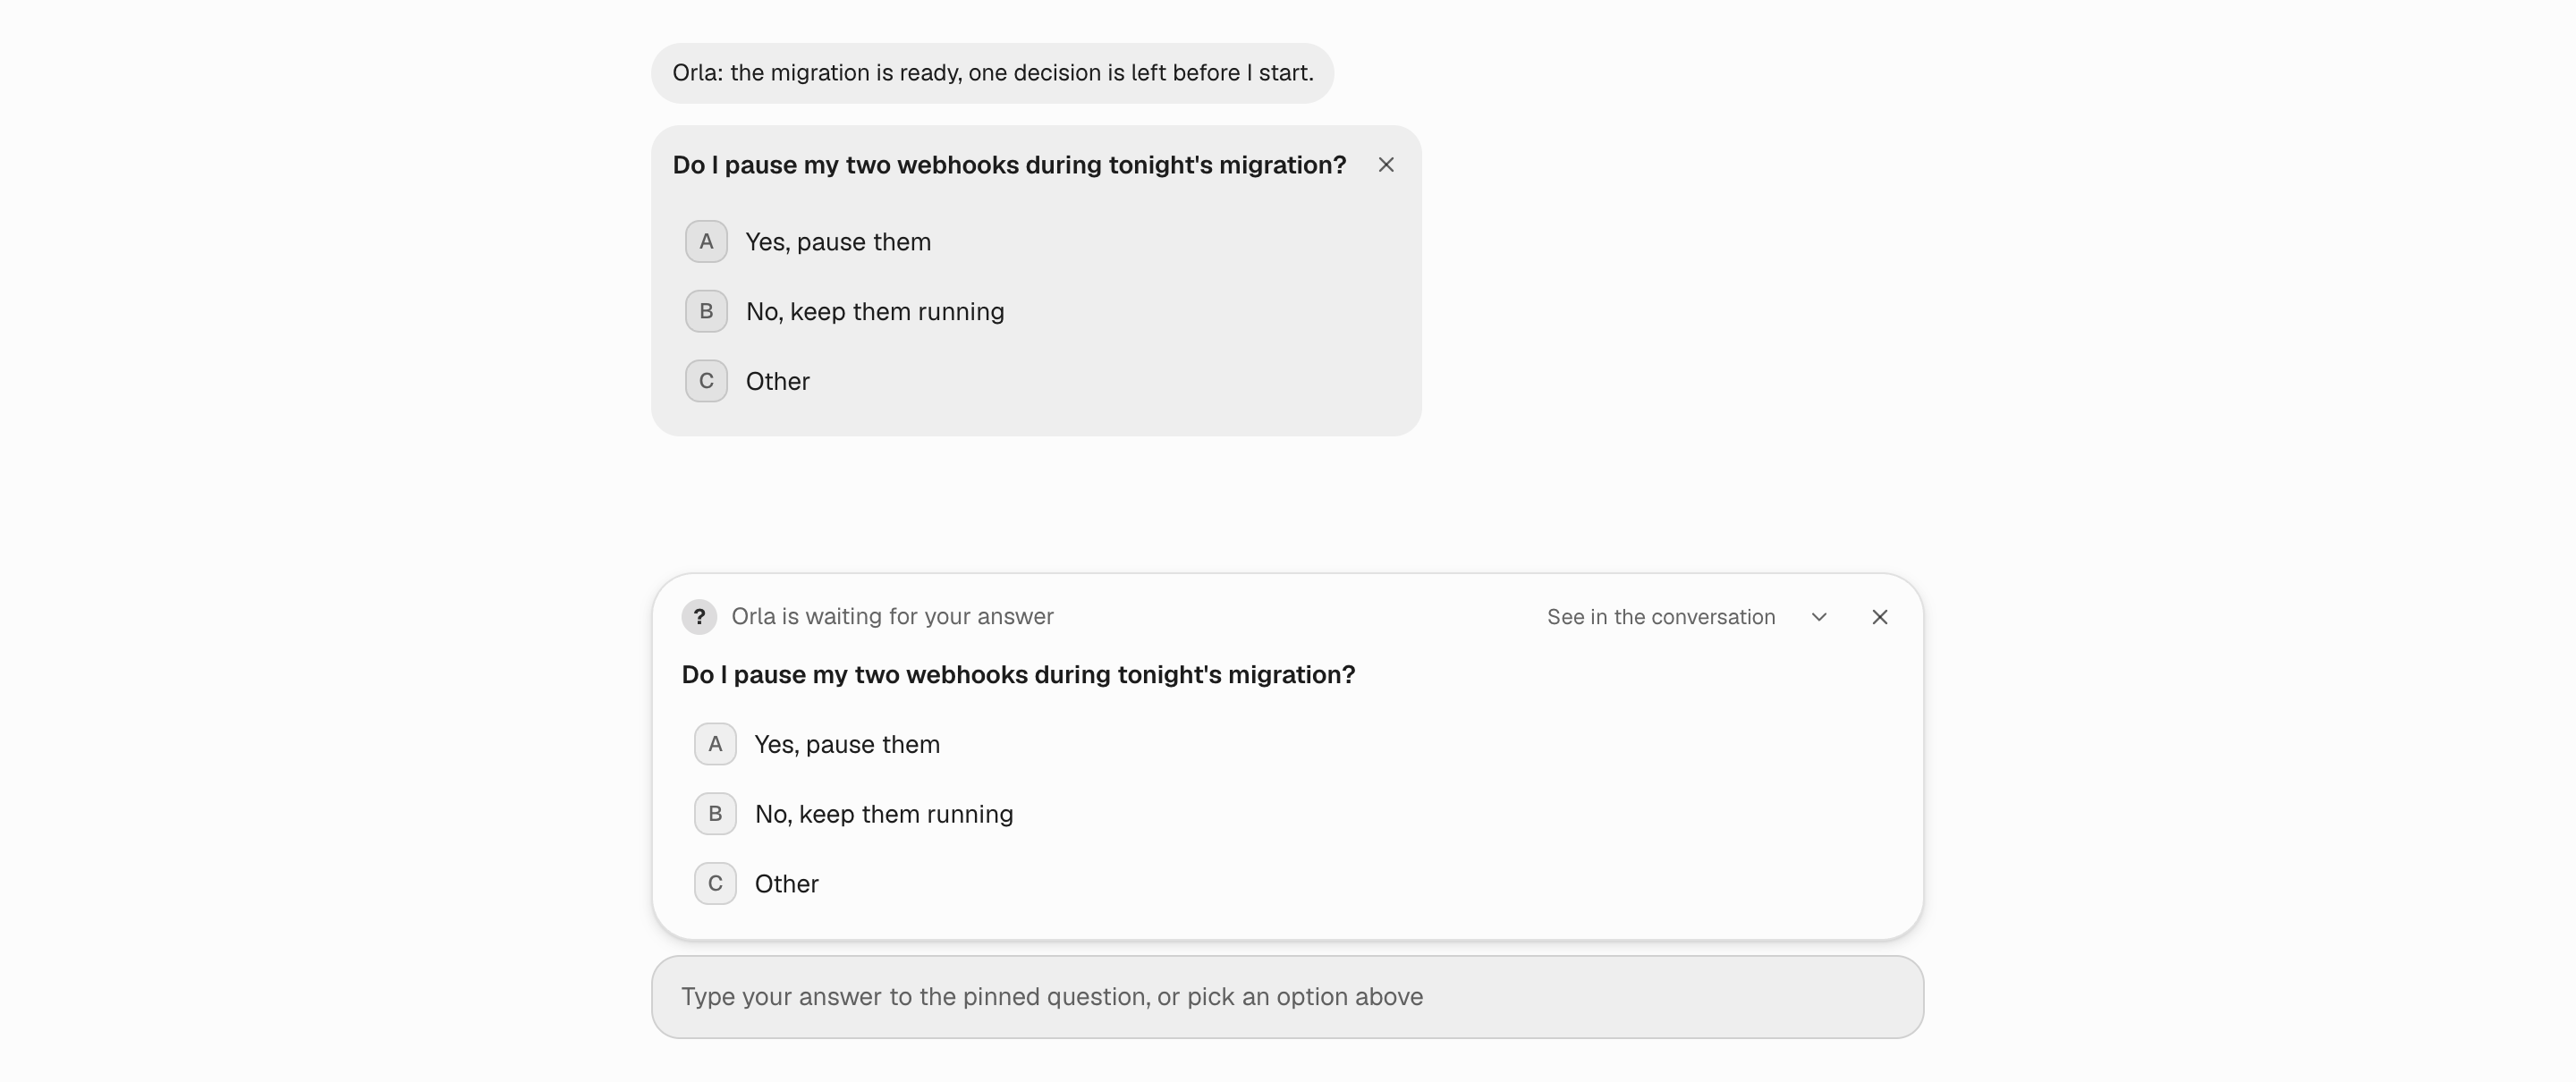 Orla: the migration is ready, one decision is left before I start.
Do I pause my two webhooks during tonight's migration?
A Yes, pause them
B No, keep them running
C Other
? Orla is waiting for your answer See in the conversation
Do I pause my two webhooks during tonight's migration?
A Yes, pause them
B No, keep them running
C Other
Type your answer to the pinned question, or pick an option above